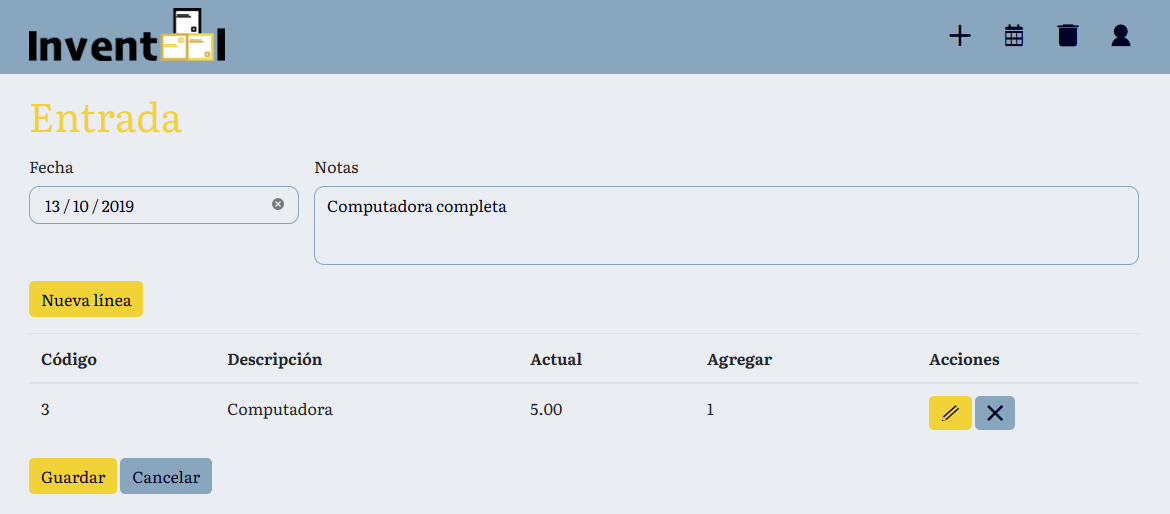 Inventool
Entrada
Fecha
Notas
13 / 10 / 2019
Computadora completa
Nueva línea
Código Descripción Actual Agregar Acciones
3 Computadora 5.00 1
Guardar Cancelar